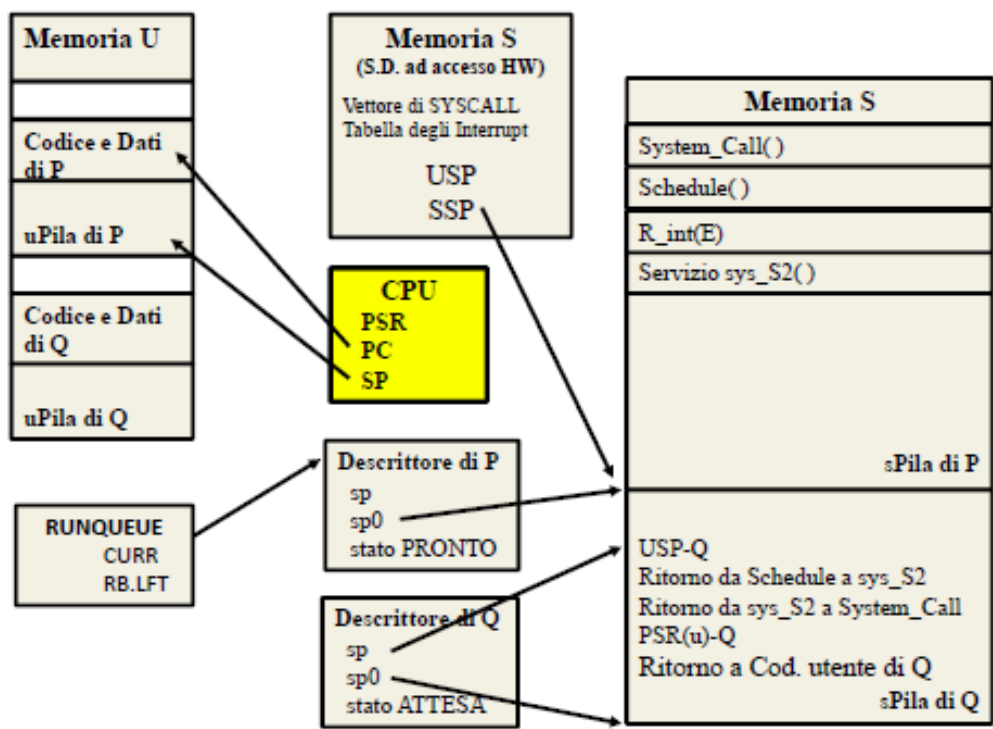 Memoria U
Codice e Dati
di P
uPila di P
Codice e Dati
di Q
uPila di Q
Memoria S
(S.D. ad accesso HW)
Vettore di SYSCALL
Tabella degli Interrupt
USP
SSP
CPU
PSR
PC
SP
RUNQUEUE
CURR
RB.LFT
Descrittore di P
sp
sp0
stato PRONTO
Descrittore di Q
sp
sp0
stato ATTESA
Memoria S
System_Call( )
Schedule( )
R_int(E)
Servizio sys_S2( )
sPila di P
USP-Q
Ritorno da Schedule a sys_S2
Ritorno da sys_S2 a System_Call
PSR(u)-Q
Ritorno a Cod. utente di Q
sPila di Q